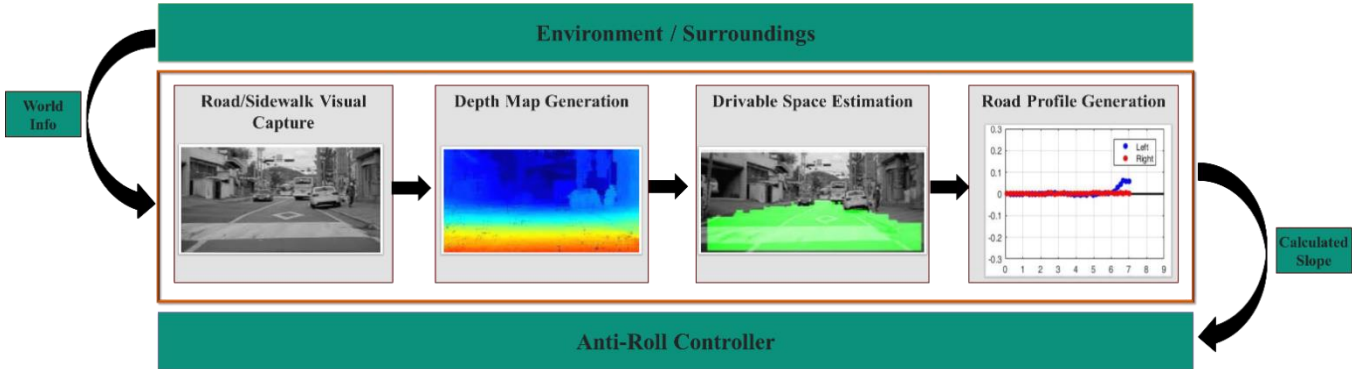 Environment / Surroundings
World
Info
Road/Sidewalk Visual
Capture
Depth Map Generation
Drivable Space Estimation
Road Profile Generation
0.3
0.2
0.1
0
-0.1
-0.2
-0.3
Left
Right
0 1 2 3 4 5 6 7 8 9
Calculated
Slope
Anti-Roll Controller